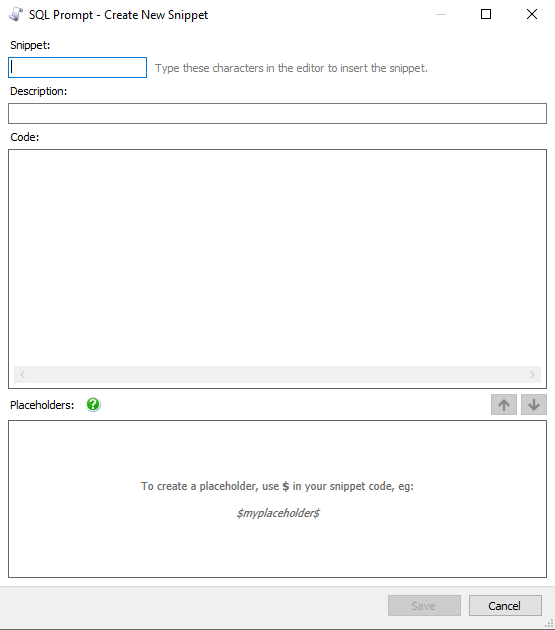 SQL Prompt - Create New Snippet
Snippet:
Type these characters in the editor to insert the snippet.
Description:
Code:
Placeholders: ?
To create a placeholder, use $ in your snippet code, eg:
$myplaceholder$
Save Cancel